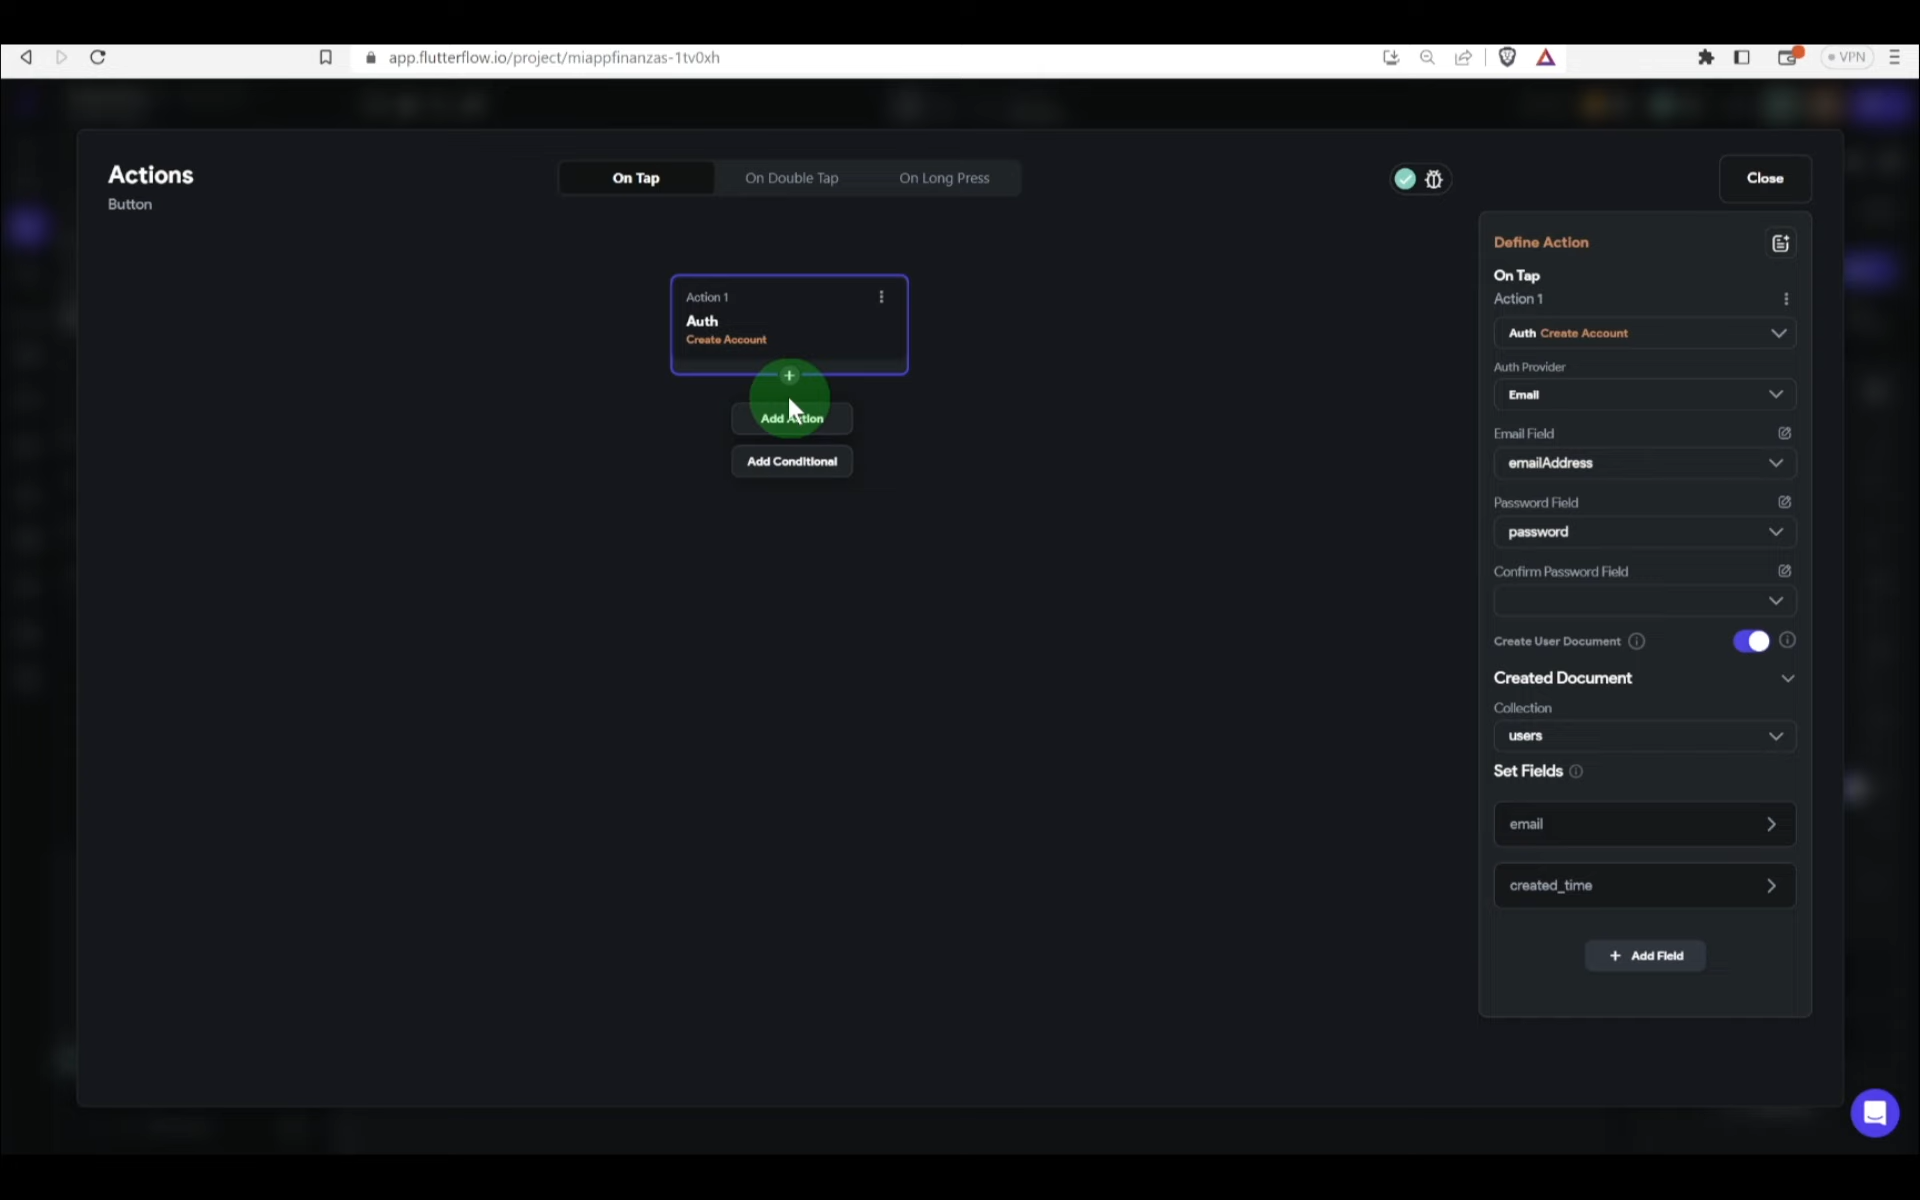 app.flutterflow.io/project/miappfinanzas-1tv0xh
VPN
Actions
Button
On Tap
On Double Tap
On Long Press
Close
Action 1
Auth
Create Account
+
Add Action
Add Conditional
Define Action
On Tap
Action 1
Auth Create Account
Auth Provider
Email
Email Field
emailAddress
Password Field
password
Confirm Password Field
Create User Document
Created Document
Collection
users
Set Fields
email
created_time
+ Add Field